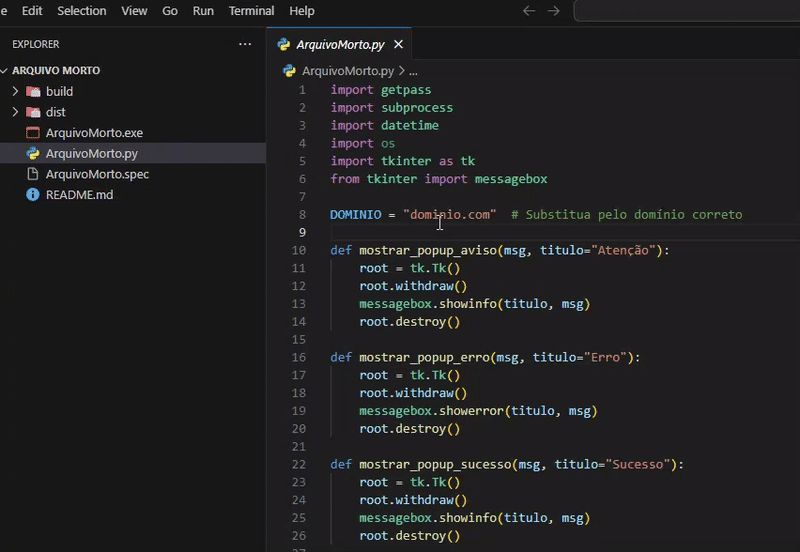 e Edit Selection View Go Run Terminal Help
EXPLORER
ARQUIVO MORTO
build
dist
ArquivoMorto.exe
ArquivoMorto.py
ArquivoMorto.spec
README.md
ArquivoMorto.py
ArquivoMorto.py > ...
1 import getpass
2 import subprocess
3 import datetime
4 import os
5 import tkinter as tk
6 from tkinter import messagebox
7
8 DOMINIO = "dominio.com" # Substitua pelo domínio correto
9
10 def mostrar_popup_aviso(msg, titulo="Atenção"):
11 root = tk.Tk()
12 root.withdraw()
13 messagebox.showinfo(titulo, msg)
14 root.destroy()
15
16 def mostrar_popup_erro(msg, titulo="Erro"):
17 root = tk.Tk()
18 root.withdraw()
19 messagebox.showerror(titulo, msg)
20 root.destroy()
21
22 def mostrar_popup_sucesso(msg, titulo="Sucesso"):
23 root = tk.Tk()
24 root.withdraw()
25 messagebox.showinfo(titulo, msg)
26 root.destroy()
27